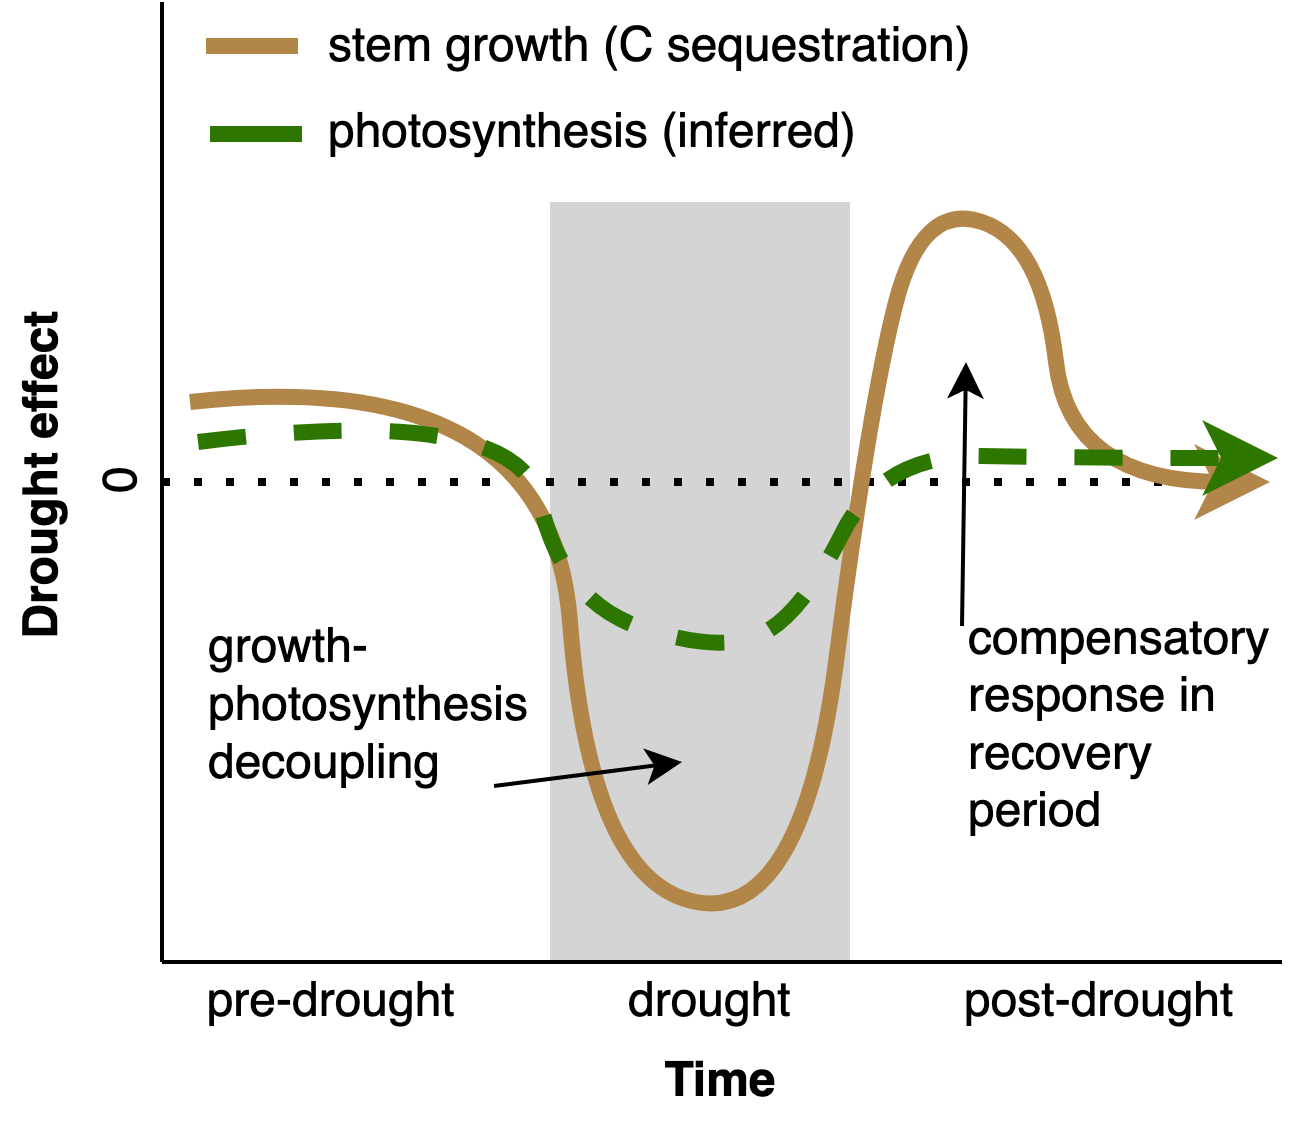 stem growth (C sequestration)
photosynthesis (inferred)
Drought effect
0
growth-
photosynthesis
decoupling
compensatory
response in
recovery
period
pre-drought
drought
post-drought
Time